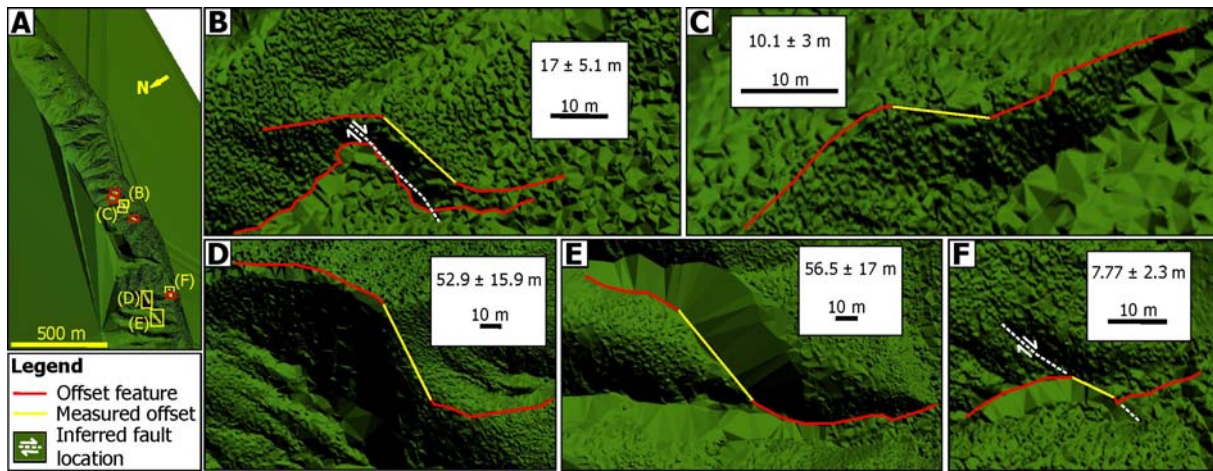 A
N
(B)
(C)
(F)
(D)
(E)
500 m
Legend
Offset feature
Measured offset
Inferred fault
location
B
17 ± 5.1 m
10 m
C
10.1 ± 3 m
10 m
D
52.9 ± 15.9 m
10 m
E
56.5 ± 17 m
10 m
F
7.77 ± 2.3 m
10 m